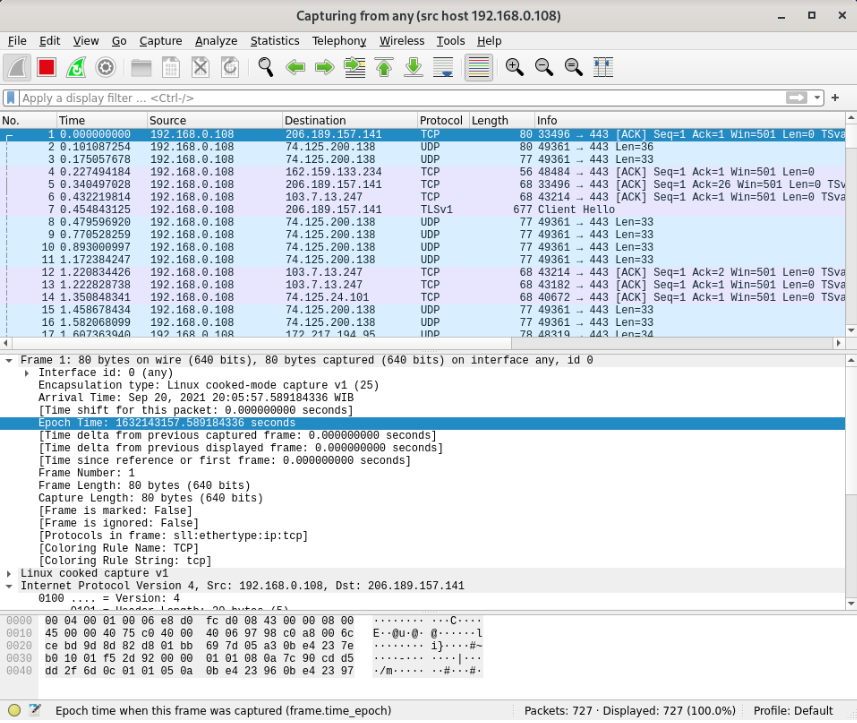 Capturing from any (src host 192.168.0.108)
File Edit View Go Capture Analyze Statistics Telephony Wireless Tools Help
Apply a display filter ... <Ctrl-/>
No. Time Source Destination Protocol Length Info
1 0.000000000 192.168.0.108 206.189.157.141 TCP 80 33496 → 443 [ACK] Seq=1 Ack=1 Win=501 Len=0 TSva
2 0.101087254 192.168.0.108 74.125.200.138 UDP 80 49361 → 443 Len=36
3 0.175057678 192.168.0.108 74.125.200.138 UDP 77 49361 → 443 Len=33
4 0.227494184 192.168.0.108 162.159.133.234 TCP 56 48484 → 443 [ACK] Seq=1 Ack=1 Win=501 Len=0
5 0.340497028 192.168.0.108 206.189.157.141 TCP 68 33496 → 443 [ACK] Seq=1 Ack=26 Win=501 Len=0 TSv
6 0.432219814 192.168.0.108 103.7.13.247 TCP 68 43214 → 443 [ACK] Seq=1 Ack=1 Win=501 Len=0 TSva
7 0.454843125 192.168.0.108 206.189.157.141 TLSv1 677 Client Hello
8 0.479596920 192.168.0.108 74.125.200.138 UDP 77 49361 → 443 Len=33
9 0.770528259 192.168.0.108 74.125.200.138 UDP 77 49361 → 443 Len=33
10 0.893000997 192.168.0.108 74.125.200.138 UDP 77 49361 → 443 Len=33
11 1.172384247 192.168.0.108 74.125.200.138 UDP 77 49361 → 443 Len=33
12 1.220834426 192.168.0.108 103.7.13.247 TCP 68 43214 → 443 [ACK] Seq=1 Ack=2 Win=501 Len=0 TSva
13 1.222828738 192.168.0.108 103.7.13.247 TCP 68 43182 → 443 [ACK] Seq=1 Ack=1 Win=501 Len=0 TSva
14 1.350848341 192.168.0.108 74.125.24.101 TCP 68 40672 → 443 [ACK] Seq=1 Ack=1 Win=501 Len=0 TSva
15 1.458678434 192.168.0.108 74.125.200.138 UDP 77 49361 → 443 Len=33
16 1.582068099 192.168.0.108 74.125.200.138 UDP 77 49361 → 443 Len=33
17 1.607363940 192.168.0.108 172.217.194.95 UDP 78 48319 → 443 Len=34
Frame 1: 80 bytes on wire (640 bits), 80 bytes captured (640 bits) on interface any, id 0
Interface id: 0 (any)
Encapsulation type: Linux cooked-mode capture v1 (25)
Arrival Time: Sep 20, 2021 20:05:57.589184336 WIB
[Time shift for this packet: 0.000000000 seconds]
Epoch Time: 1632143157.589184336 seconds
[Time delta from previous captured frame: 0.000000000 seconds]
[Time delta from previous displayed frame: 0.000000000 seconds]
[Time since reference or first frame: 0.000000000 seconds]
Frame Number: 1
Frame Length: 80 bytes (640 bits)
Capture Length: 80 bytes (640 bits)
[Frame is marked: False]
[Frame is ignored: False]
[Protocols in frame: sll:ethertype:ip:tcp]
[Coloring Rule Name: TCP]
[Coloring Rule String: tcp]
Linux cooked capture v1
Internet Protocol Version 4, Src: 192.168.0.108, Dst: 206.189.157.141
0100 .... = Version: 4
.... 0101 = Header Length: 20 bytes (5)
0000 00 04 00 01 00 06 e8 d0 fc d0 08 43 00 00 08 00 ········ ···C····
0010 45 00 00 40 75 c0 40 00 40 06 97 98 c0 a8 00 6c E··@u·@· @······l
0020 ce bd 9d 8d 82 d8 01 bb 69 7d 05 a3 0b e4 23 7e ········ i}····#~
0030 b0 10 01 f5 2d 92 00 00 01 01 08 0a 7c 90 cd d5 ····-··· ····|···
0040 dd 2f 6d 0c 01 01 05 0a 0b e4 23 96 0b e4 23 97 ·/m····· ··#···#·
Epoch time when this frame was captured (frame.time_epoch) Packets: 727 · Displayed: 727 (100.0%) Profile: Default